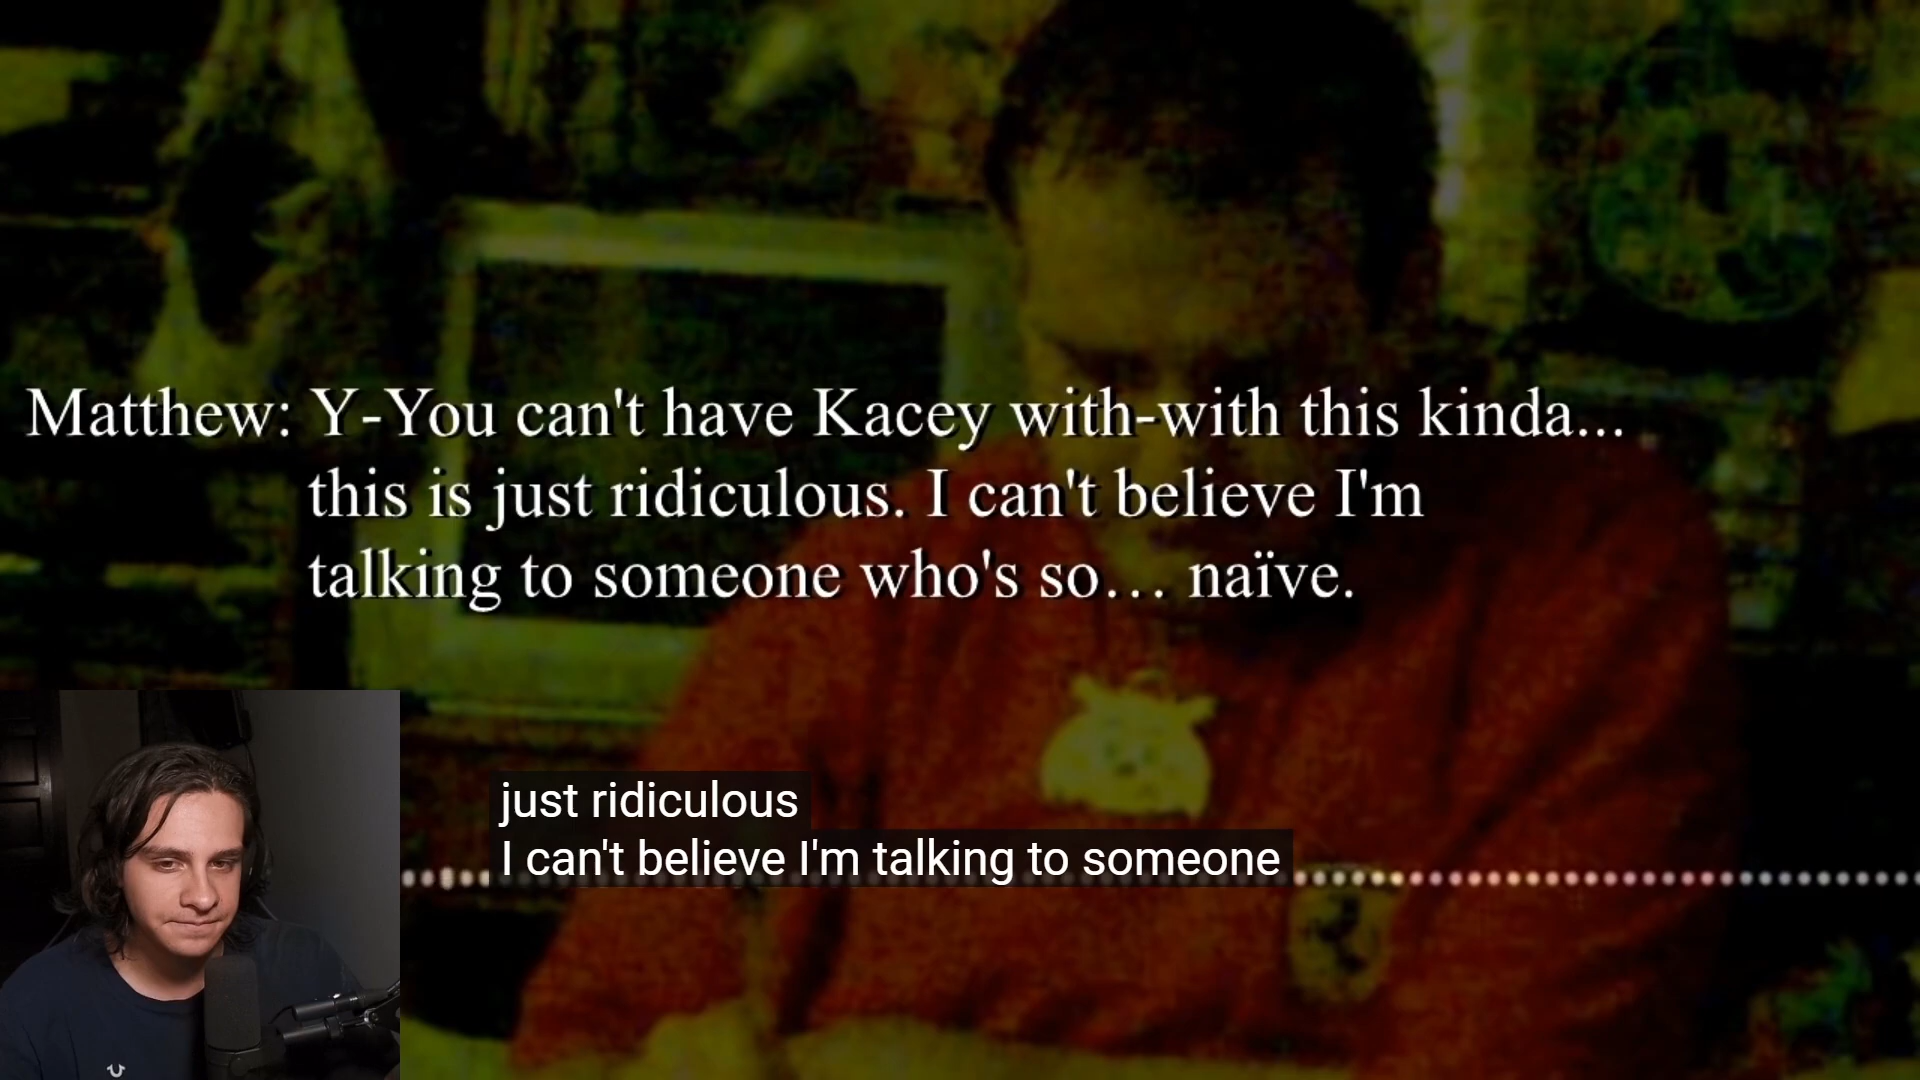 Matthew: Y-You can't have Kacey with-with this kinda...
this is just ridiculous. I can't believe I'm
talking to someone who's so… naïve.
just ridiculous
I can't believe I'm talking to someone